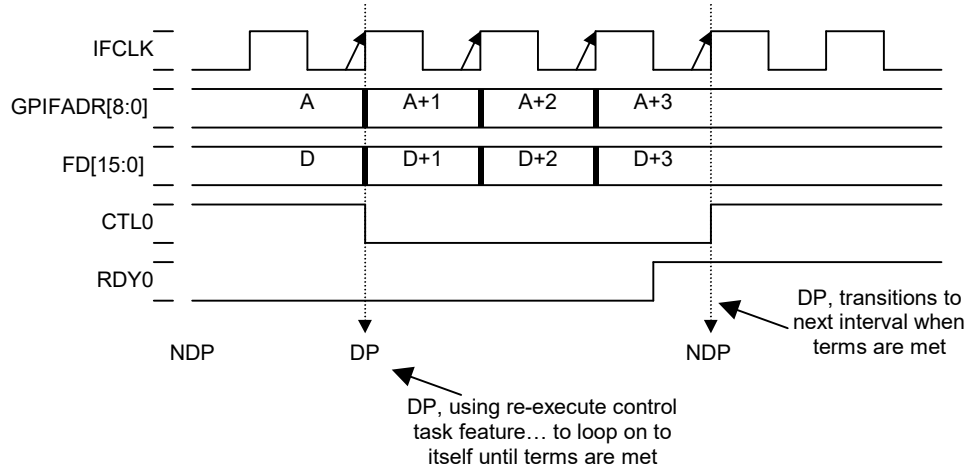 IFCLK
GPIFADR[8:0]
A
A+1
A+2
A+3
FD[15:0]
D
D+1
D+2
D+3
CTL0
RDY0
NDP
DP
NDP
DP, transitions to
next interval when
terms are met
DP, using re-execute control
task feature… to loop on to
itself until terms are met